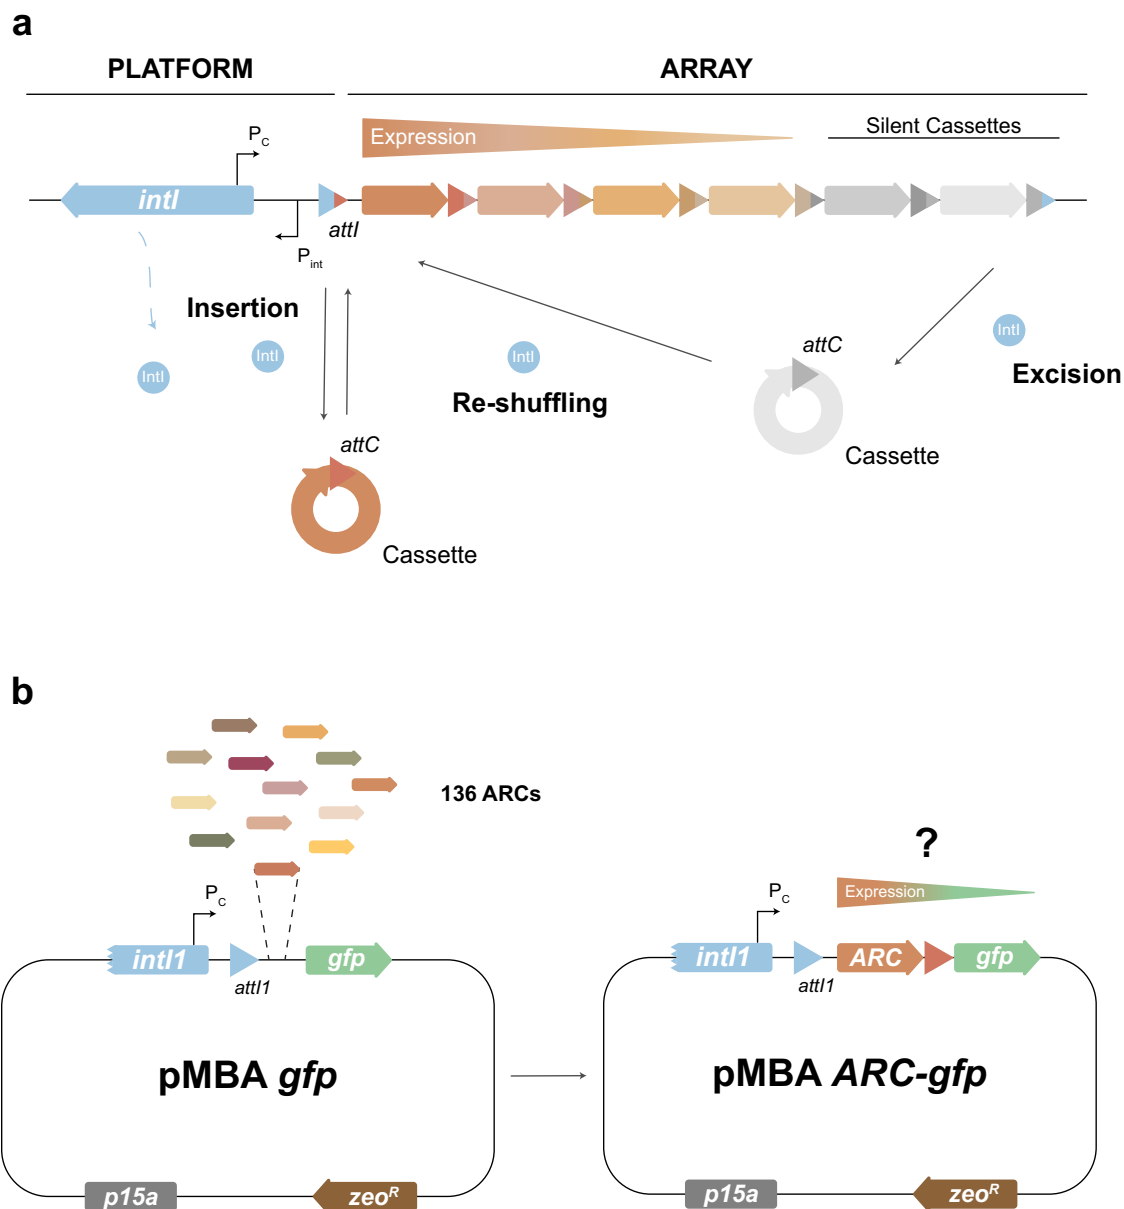 a
PLATFORM
ARRAY
Expression
Silent Cassettes
PC
intI
attI
Pint
Insertion
IntI
IntI
IntI
IntI
attC
Re-shuffling
Excision
attC
Cassette
Cassette
b
136 ARCs
?
PC
PC
Expression
intI1
gfp
intI1
ARC
gfp
attI1
attI1
pMBA gfp
pMBA ARC-gfp
p15a
zeoR
p15a
zeoR